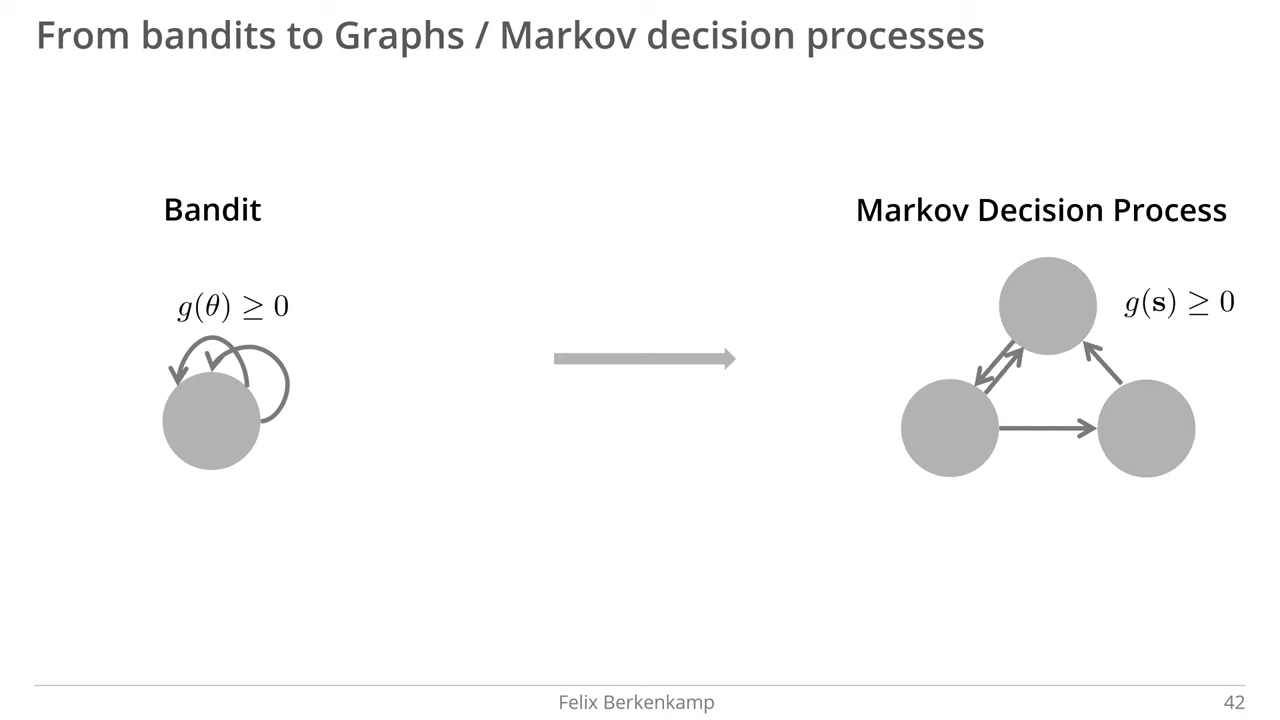 From bandits to Graphs / Markov decision processes
Bandit
Markov Decision Process
g(θ) ≥ 0
g(s) ≥ 0
Felix Berkenkamp
42